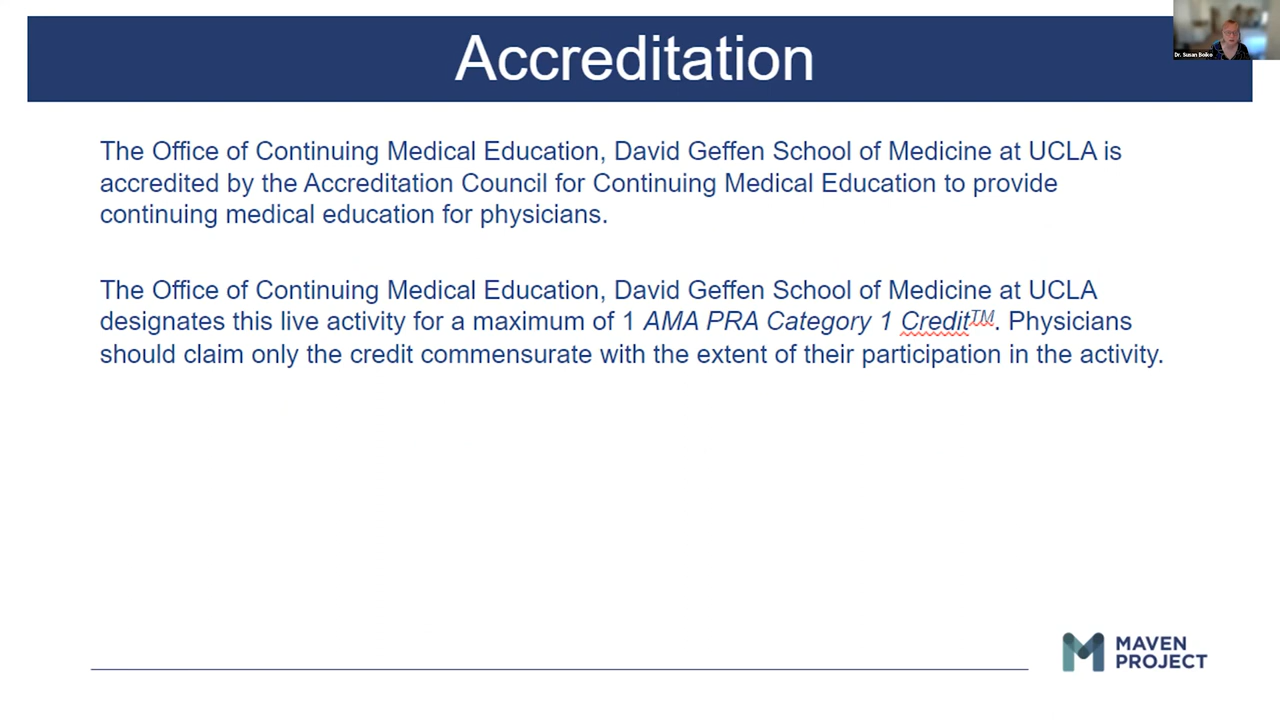 Accreditation
Dr. Susan Boiko
The Office of Continuing Medical Education, David Geffen School of Medicine at UCLA is
accredited by the Accreditation Council for Continuing Medical Education to provide
continuing medical education for physicians.
The Office of Continuing Medical Education, David Geffen School of Medicine at UCLA
designates this live activity for a maximum of 1 AMA PRA Category 1 Credit™. Physicians
should claim only the credit commensurate with the extent of their participation in the activity.
MAVEN
PROJECT